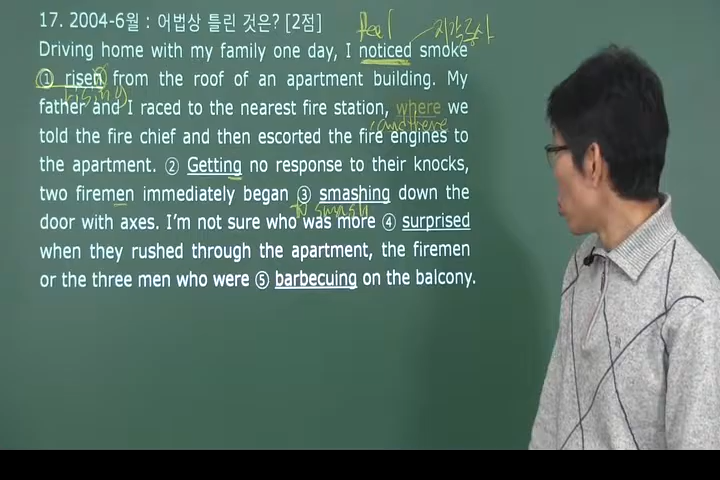 17. 2004-6월 : 어법상 틀린 것은? [2점]
feel
지각동사
Driving home with my family one day, I noticed smoke
① risen from the roof of an apartment building. My
rising
father and I raced to the nearest fire station, where we
, and there
told the fire chief and then escorted the fire engines to
the apartment. ② Getting no response to their knocks,
two firemen immediately began ③ smashing down the
to smash
door with axes. I'm not sure who was more ④ surprised
when they rushed through the apartment, the firemen
or the three men who were ⑤ barbecuing on the balcony.